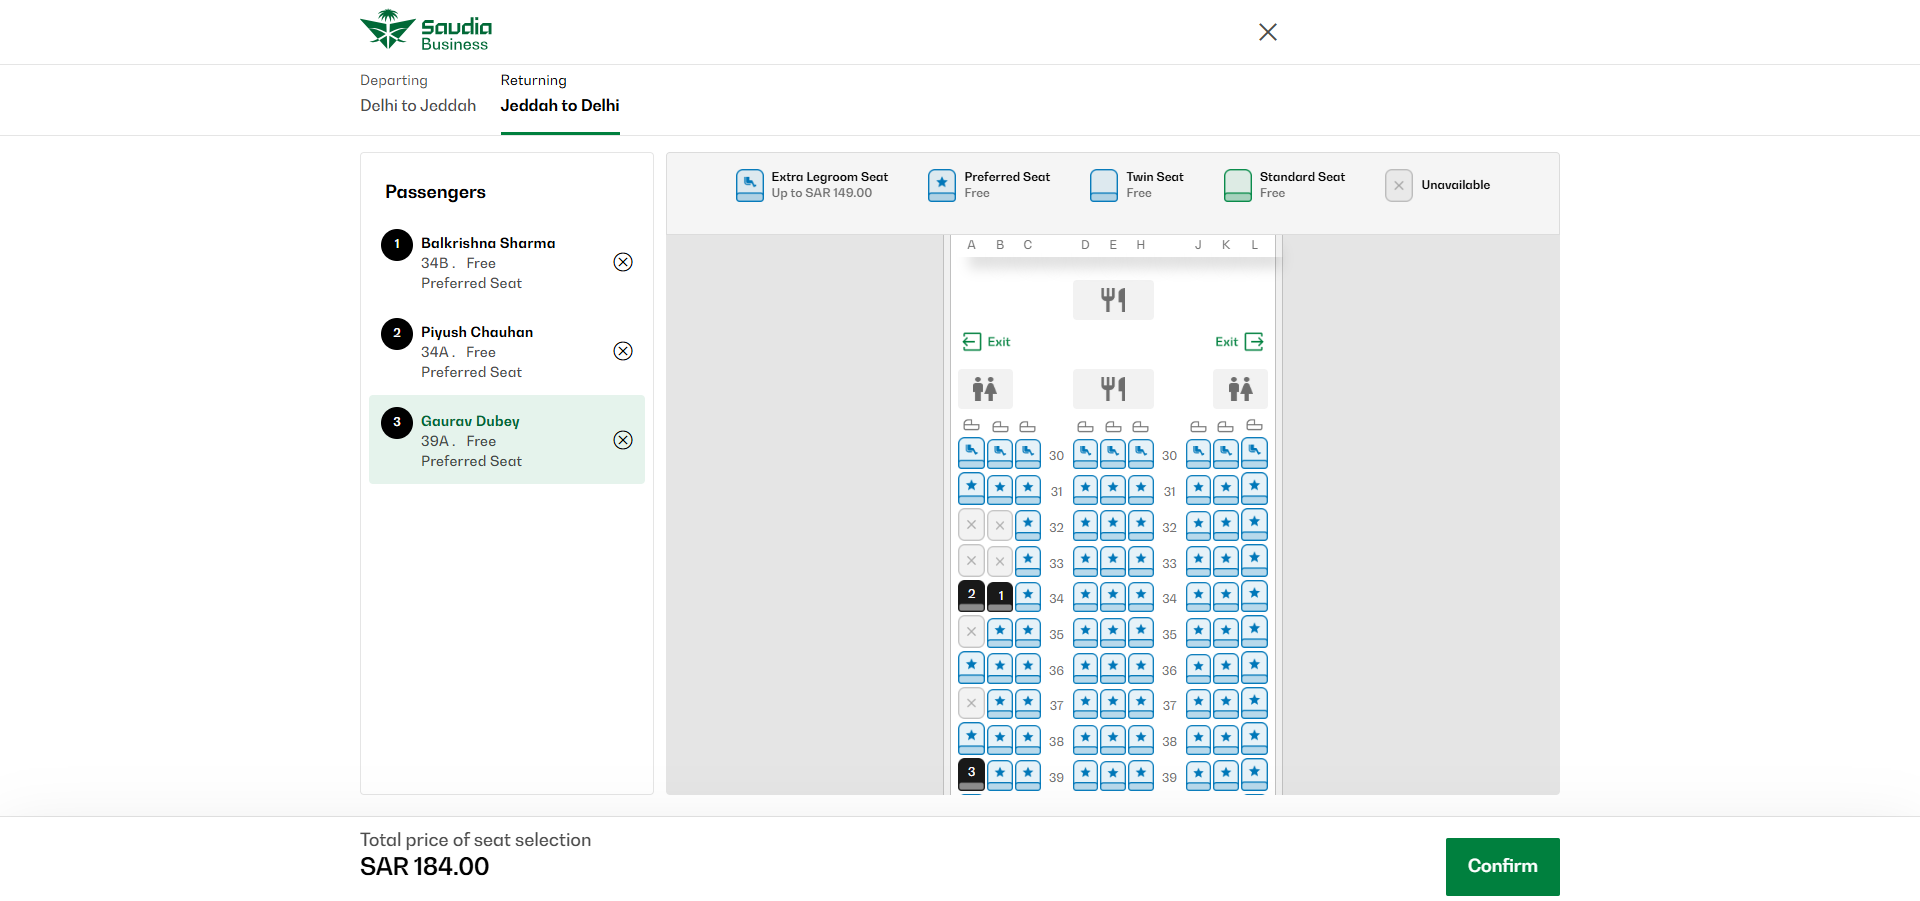 Saudia
Business
Departing
Delhi to Jeddah
Returning
Jeddah to Delhi
Passengers
1
Balkrishna Sharma
34B . Free
Preferred Seat
2
Piyush Chauhan
34A . Free
Preferred Seat
3
Gaurav Dubey
39A . Free
Preferred Seat
Extra Legroom Seat
Up to SAR 149.00
Preferred Seat
Free
Twin Seat
Free
Standard Seat
Free
Unavailable
A B C D E H J K L
Exit Exit
30 30
31 31
32 32
33 33
2 1 34 34
35 35
36 36
37 37
38 38
3 39 39
Total price of seat selection
SAR 184.00
Confirm